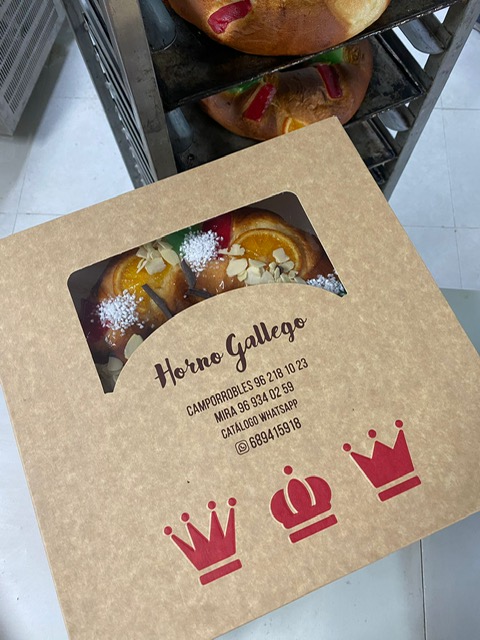 Horno Gallego
CAMPORROBLES 96 218 10 23
MIRA 96 934 02 59
CATÁLOGO WHATSAPP
689415918